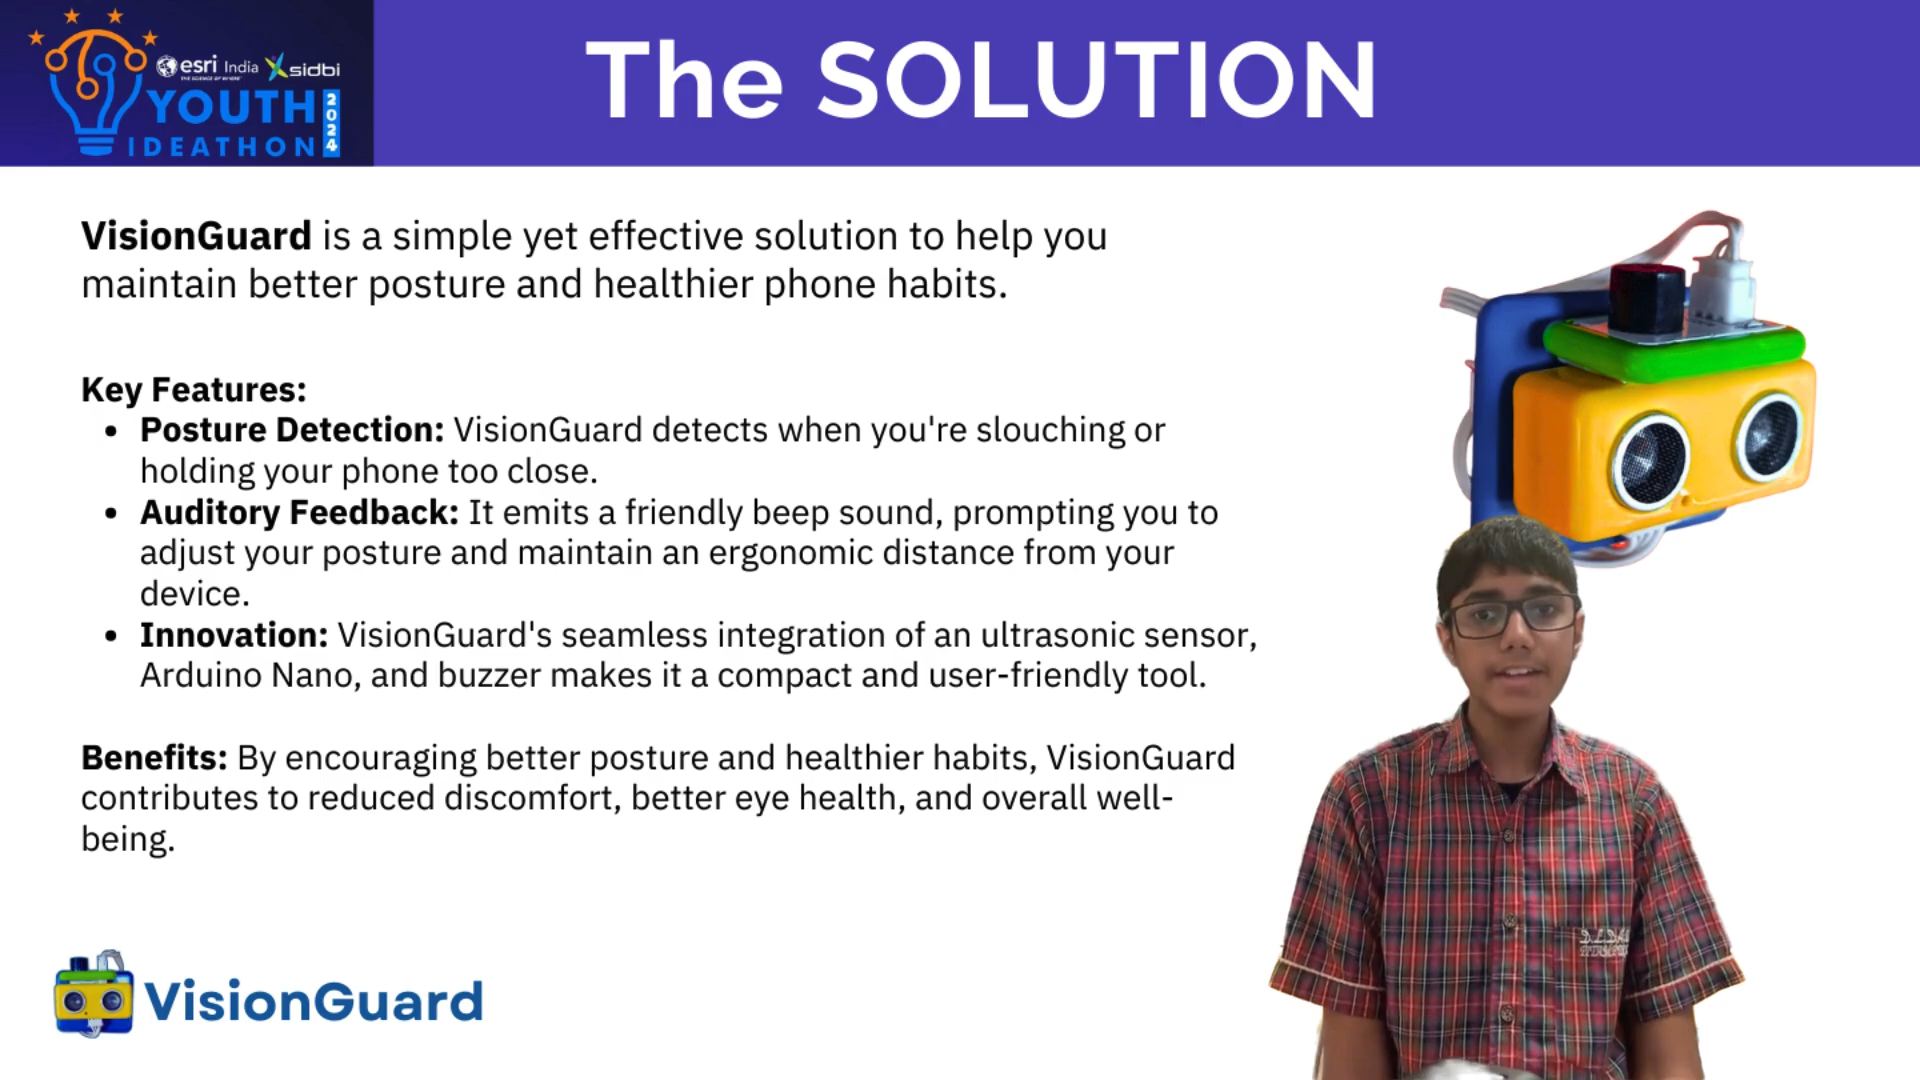 esri India sidbi
THE SCIENCE OF WHERE
YOUTH
IDEATHON
2024
The SOLUTION
VisionGuard is a simple yet effective solution to help you
maintain better posture and healthier phone habits.
Key Features:
• Posture Detection: VisionGuard detects when you're slouching or
holding your phone too close.
• Auditory Feedback: It emits a friendly beep sound, prompting you to
adjust your posture and maintain an ergonomic distance from your
device.
• Innovation: VisionGuard's seamless integration of an ultrasonic sensor,
Arduino Nano, and buzzer makes it a compact and user-friendly tool.
Benefits: By encouraging better posture and healthier habits, VisionGuard
contributes to reduced discomfort, better eye health, and overall well-
being.
VisionGuard